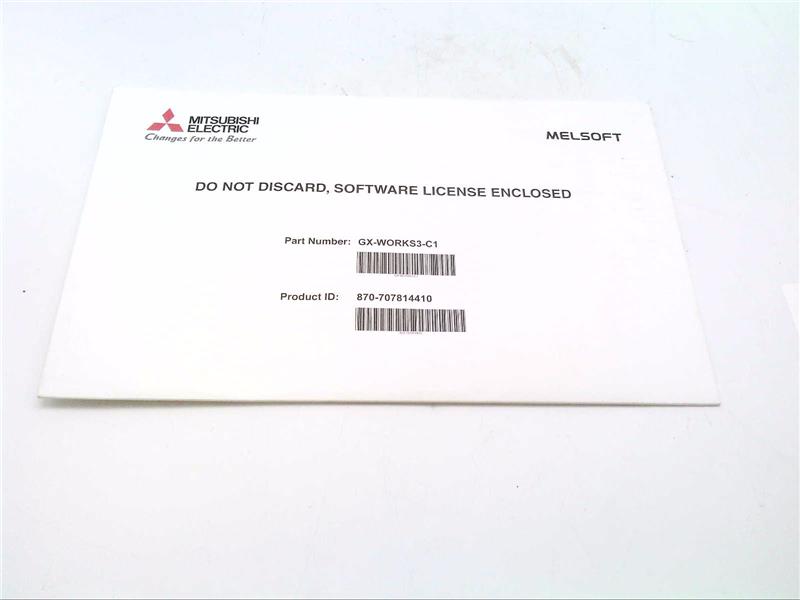 MITSUBISHI
ELECTRIC
Changes for the Better
MELSOFT
DO NOT DISCARD, SOFTWARE LICENSE ENCLOSED
Part Number: GX-WORKS3-C1
Product ID: 870-707814410